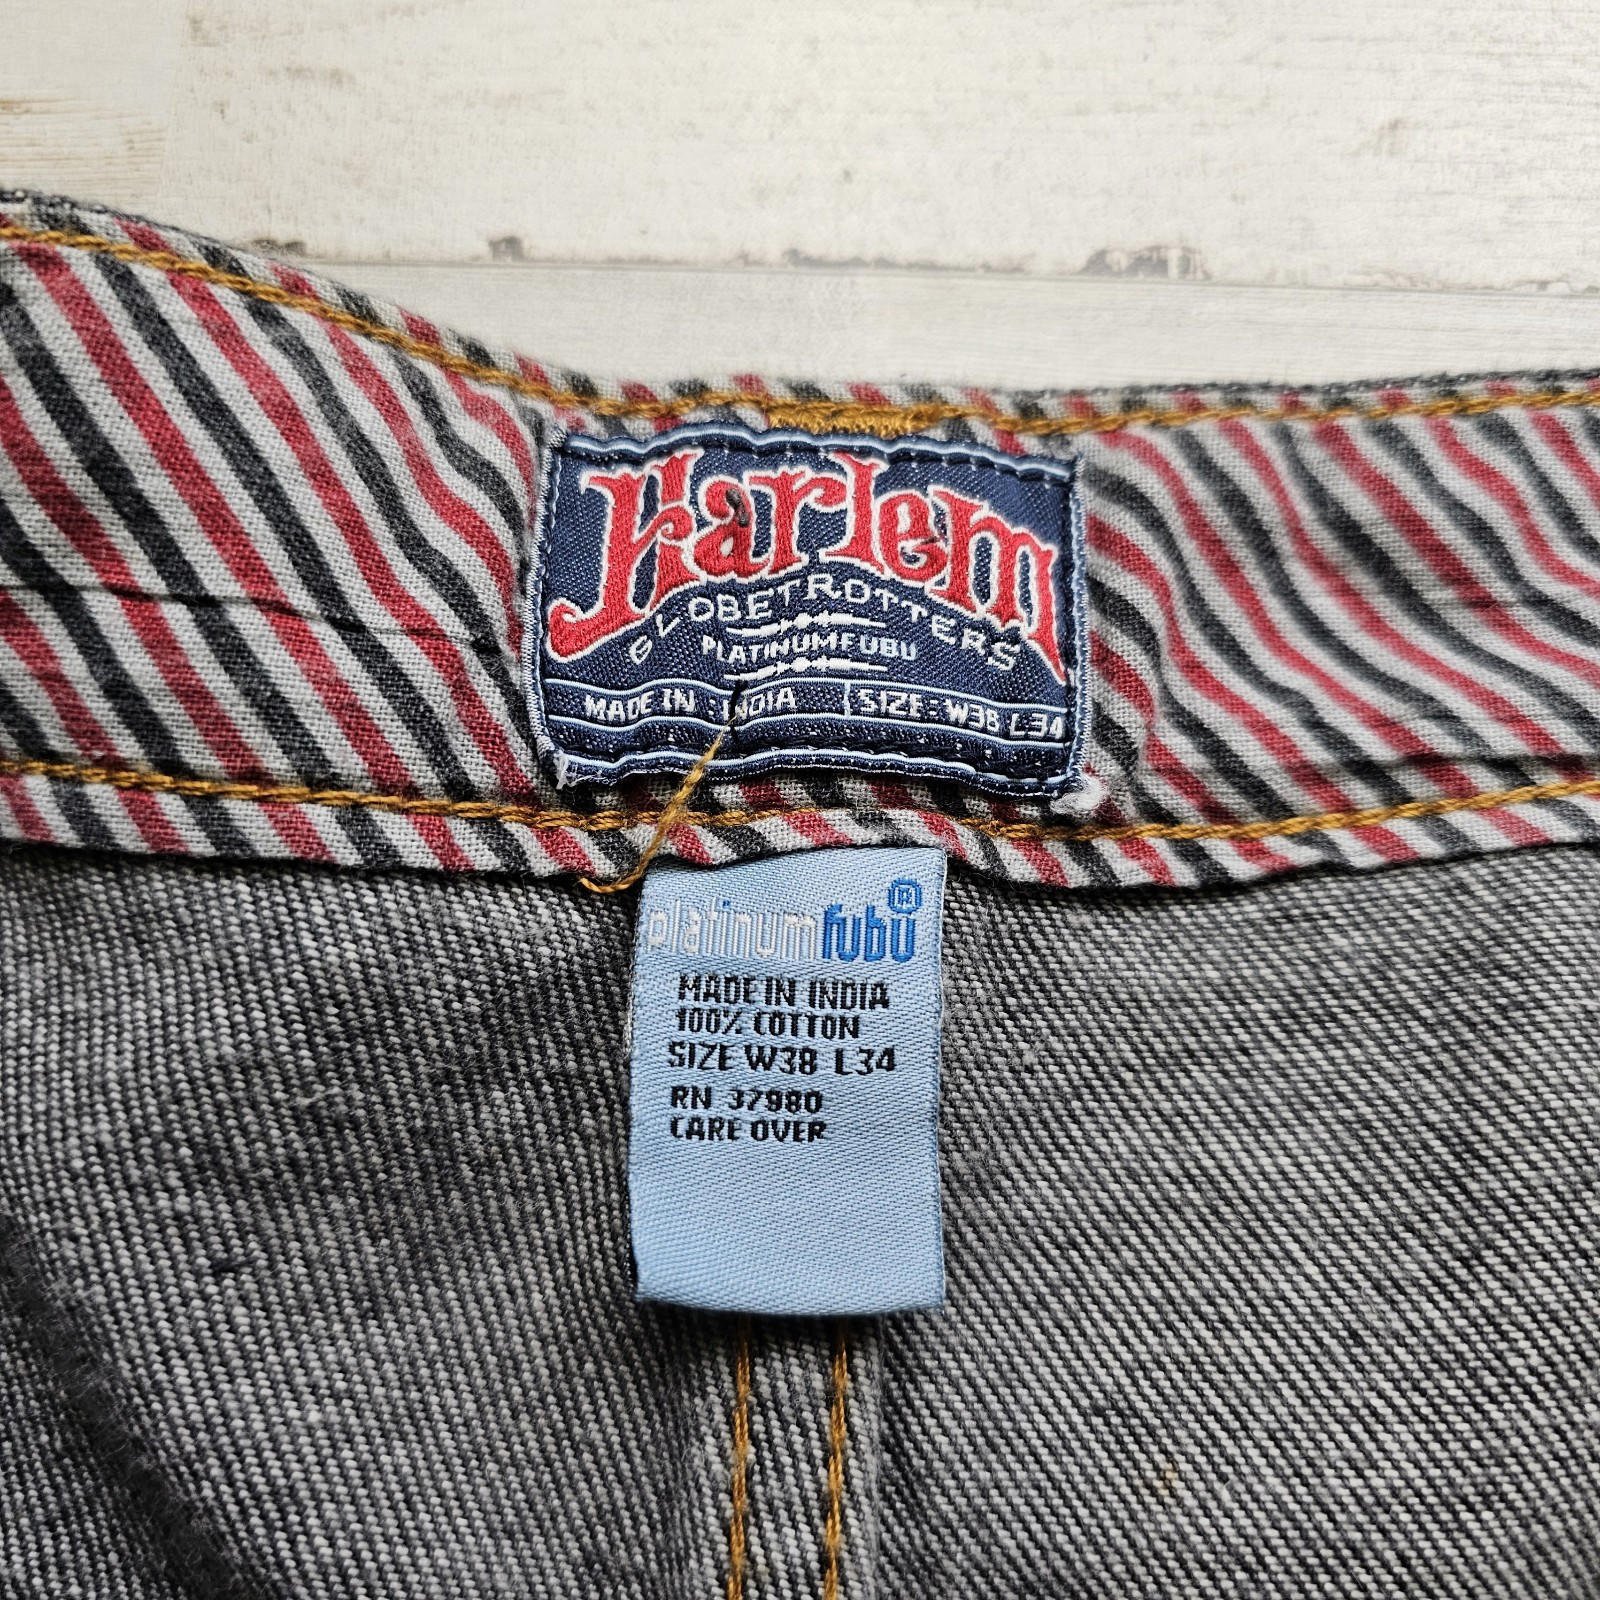 Harlem
GLOBETROTTERS
PLATINUMFUBU
MADE IN : INDIA SIZE : W38 L34
platinumfubu®
MADE IN INDIA
100% COTTON
SIZE W38 L34
RN 37980
CARE OVER